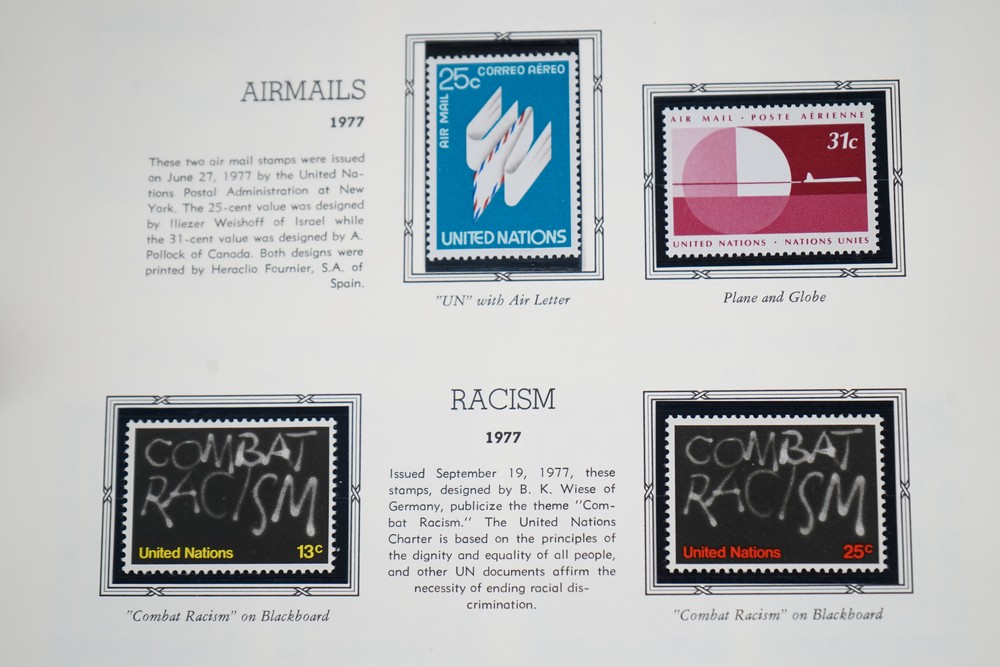 AIRMAILS
1977
These two air mail stamps were issued
on June 27, 1977 by the United Na-
tions Postal Administration at New
York. The 25-cent value was designed
by Iliezer Weishoff of Israel while
the 31-cent value was designed by A.
Pollock of Canada. Both designs were
printed by Heraclio Fournier, S.A. of
Spain.
25c CORREO AÉREO
AIR MAIL
UNITED NATIONS
"UN" with Air Letter
AIR MAIL · POSTE AÉRIENNE
31c
UNITED NATIONS · NATIONS UNIES
Plane and Globe
COMBAT
RACISM
United Nations 13c
"Combat Racism" on Blackboard
RACISM
1977
Issued September 19, 1977, these
stamps, designed by B. K. Wiese of
Germany, publicize the theme "Com-
bat Racism." The United Nations
Charter is based on the principles of
the dignity and equality of all people,
and other UN documents affirm the
necessity of ending racial dis-
crimination.
COMBAT
RACISM
United Nations 25c
"Combat Racism" on Blackboard